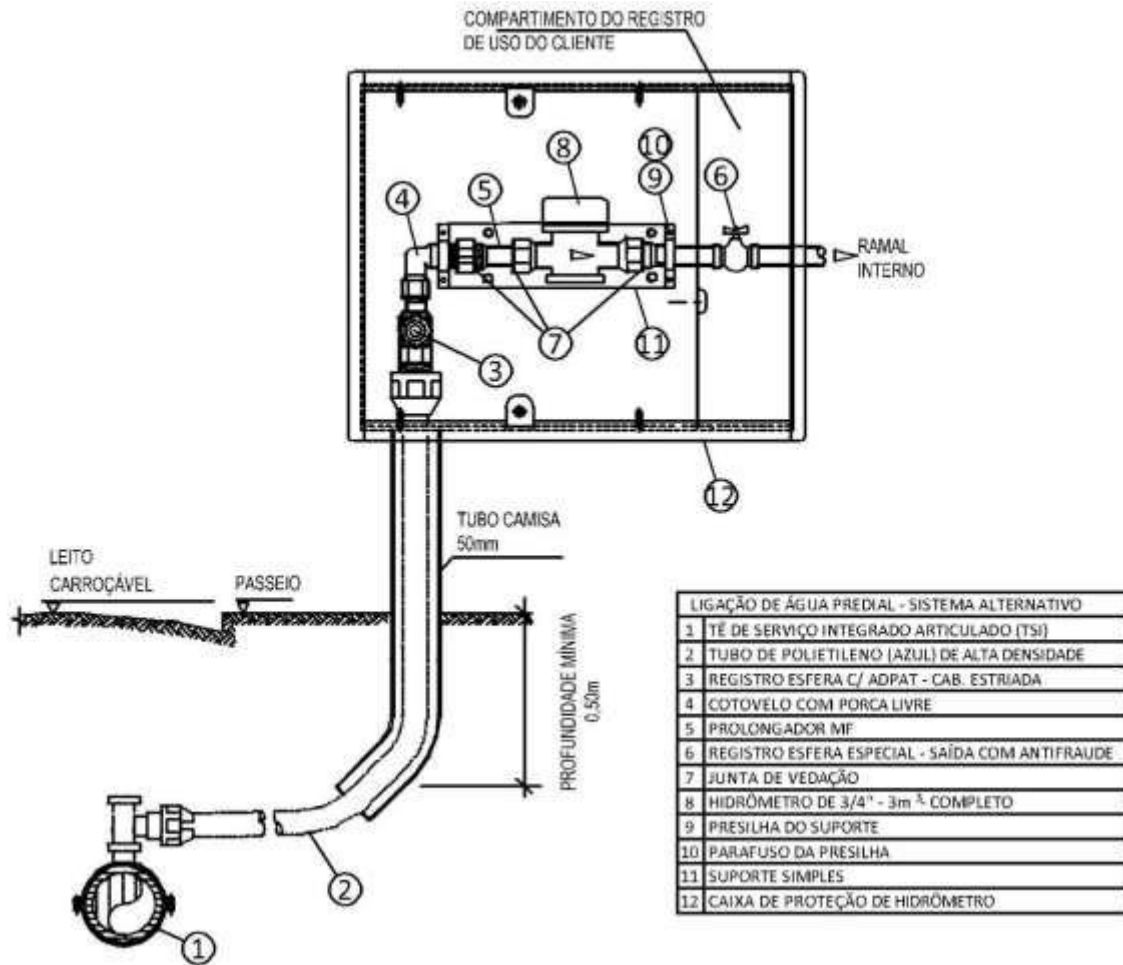 COMPARTIMENTO DO REGISTRO
DE USO DO CLIENTE
10
8
9
6
5
4
RAMAL
INTERNO
7
11
3
12
TUBO CAMISA
50mm
LEITO
CARROÇÁVEL
PASSEIO
PROFUNDIDADE MÍNIMA
0,50m
2
1
LIGAÇÃO DE ÁGUA PREDIAL - SISTEMA ALTERNATIVO
1 TÊ DE SERVIÇO INTEGRADO ARTICULADO (TSI)
2 TUBO DE POLIETILENO (AZUL) DE ALTA DENSIDADE
3 REGISTRO ESFERA C/ ADPAT - CAB. ESTRIADA
4 COTOVELO COM PORCA LIVRE
5 PROLONGADOR MF
6 REGISTRO ESFERA ESPECIAL - SAÍDA COM ANTIFRAUDE
7 JUNTA DE VEDAÇÃO
8 HIDRÔMETRO DE 3/4" - 3m COMPLETO
9 PRESILHA DO SUPORTE
10 PARAFUSO DA PRESILHA
11 SUPORTE SIMPLES
12 CAIXA DE PROTEÇÃO DE HIDRÔMETRO